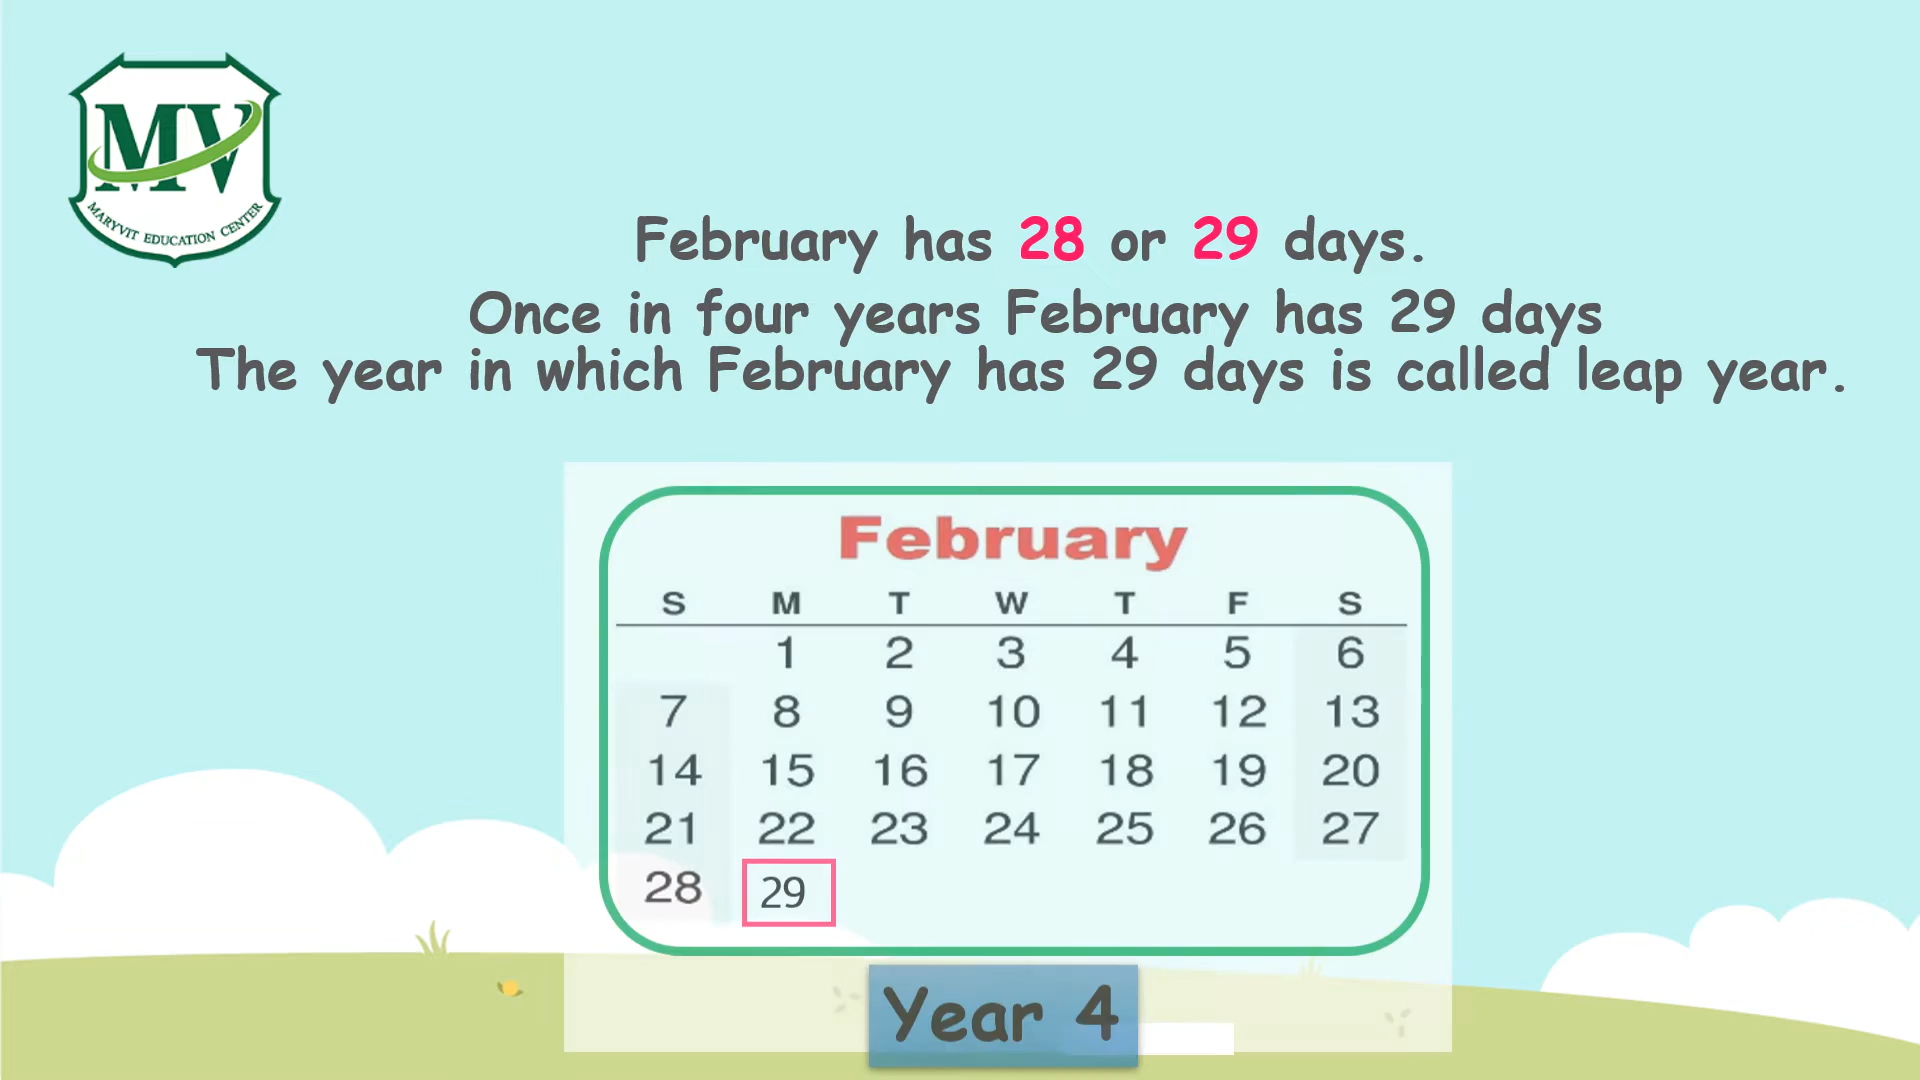 MV
MARYVIT EDUCATION CENTER
February has 28 or 29 days.
Once in four years February has 29 days
The year in which February has 29 days is called leap year.
February
S M T W T F S
1 2 3 4 5 6
7 8 9 10 11 12 13
14 15 16 17 18 19 20
21 22 23 24 25 26 27
28 29
Year 4